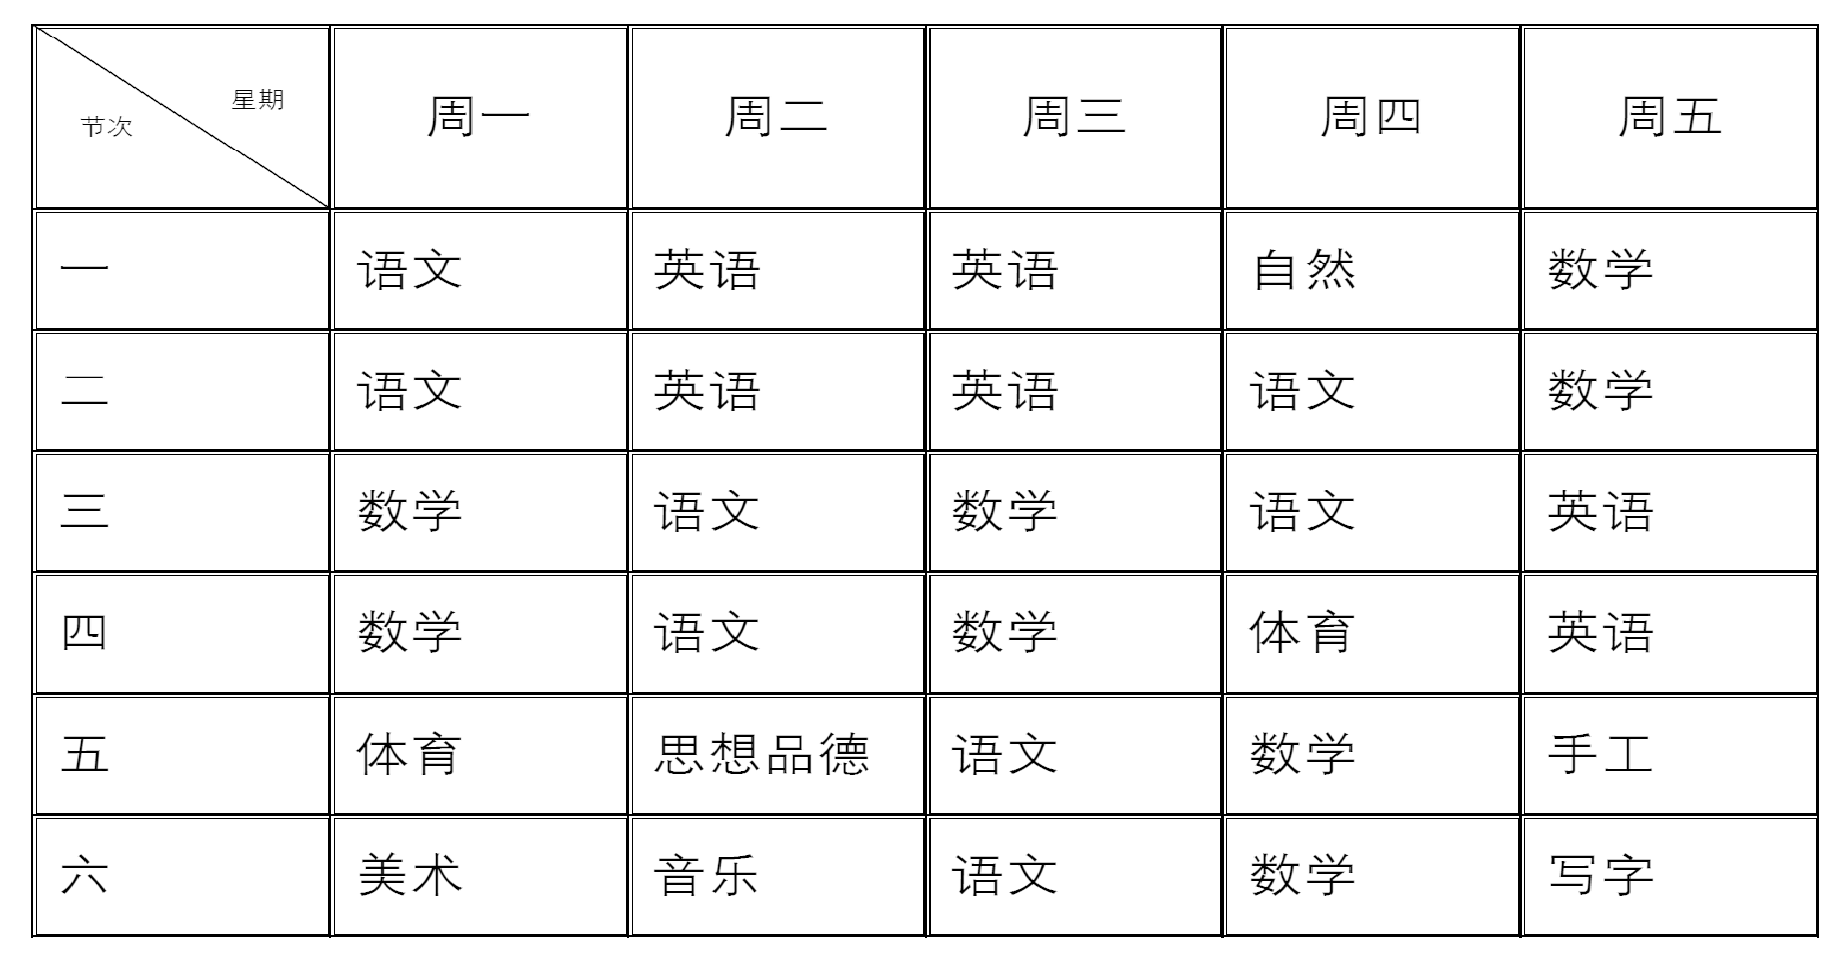 星期
节次
周一 周二 周三 周四 周五
一 语文 英语 英语 自然 数学
二 语文 英语 英语 语文 数学
三 数学 语文 数学 语文 英语
四 数学 语文 数学 体育 英语
五 体育 思想品德 语文 数学 手工
六 美术 音乐 语文 数学 写字